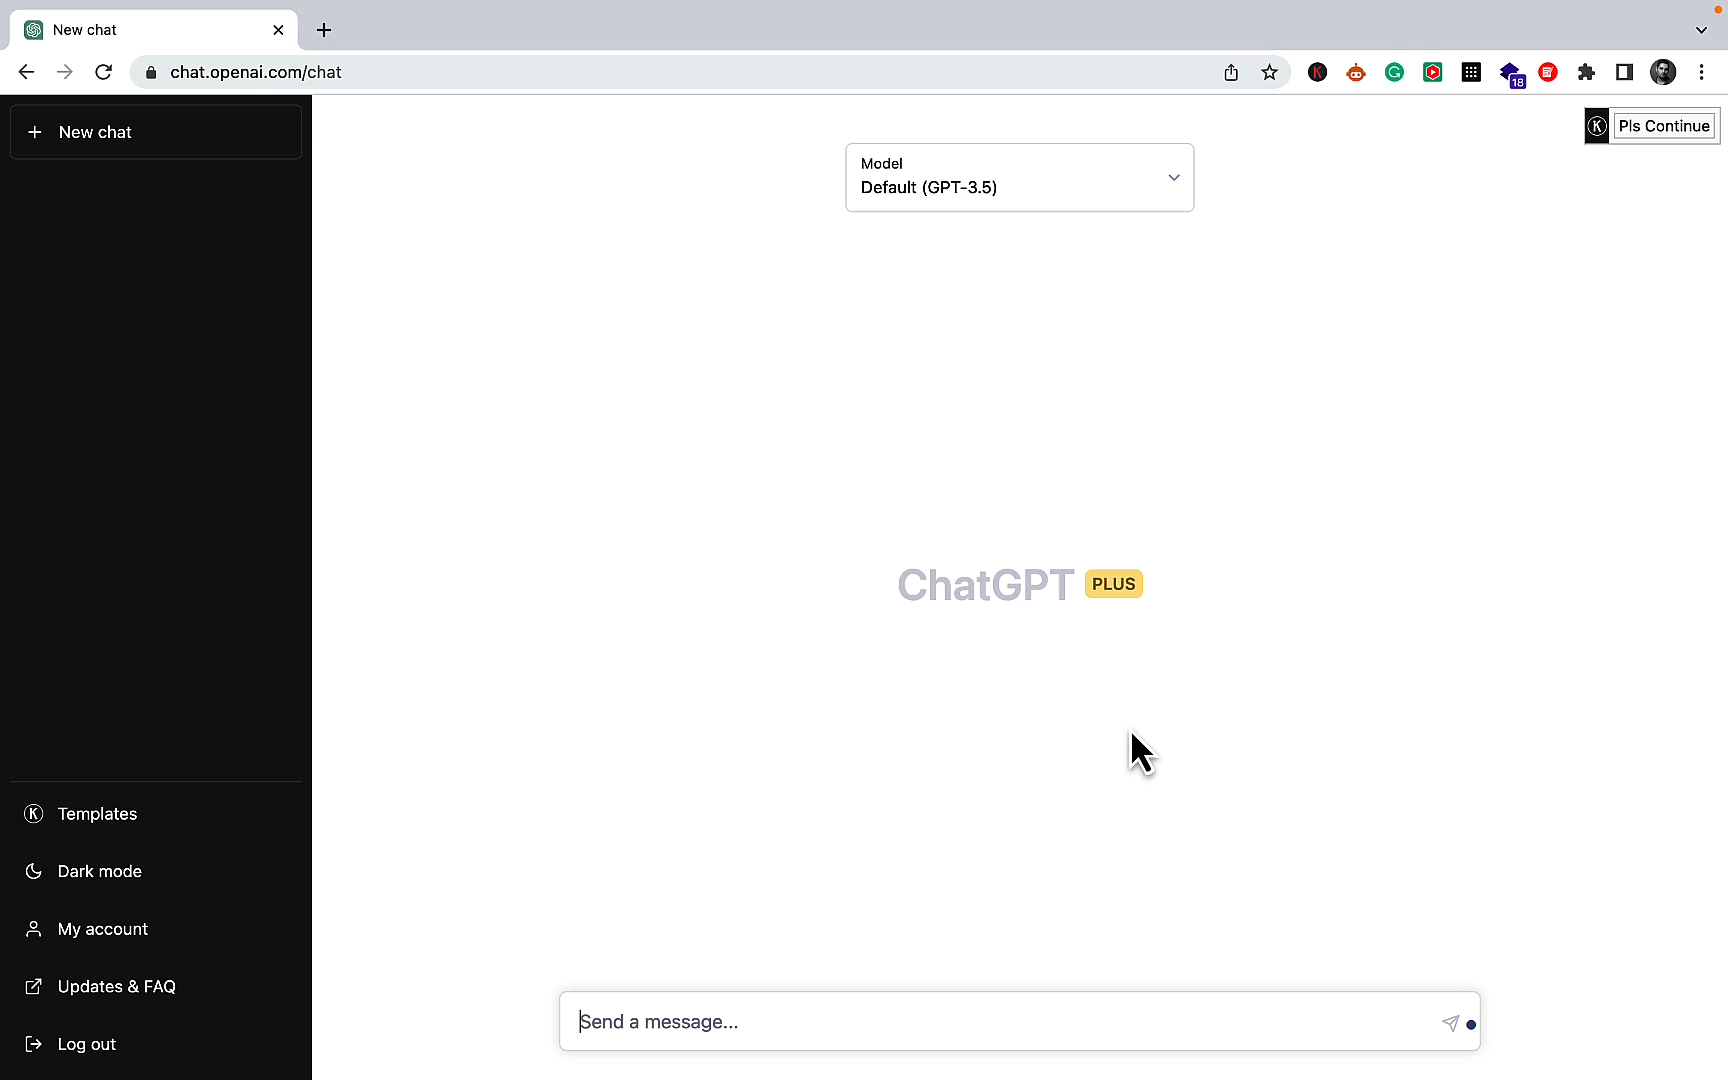 New chat
chat.openai.com/chat
18
New chat
Pls Continue
Model
Default (GPT-3.5)
ChatGPT PLUS
Templates
Dark mode
My account
Updates & FAQ
Log out
Send a message...